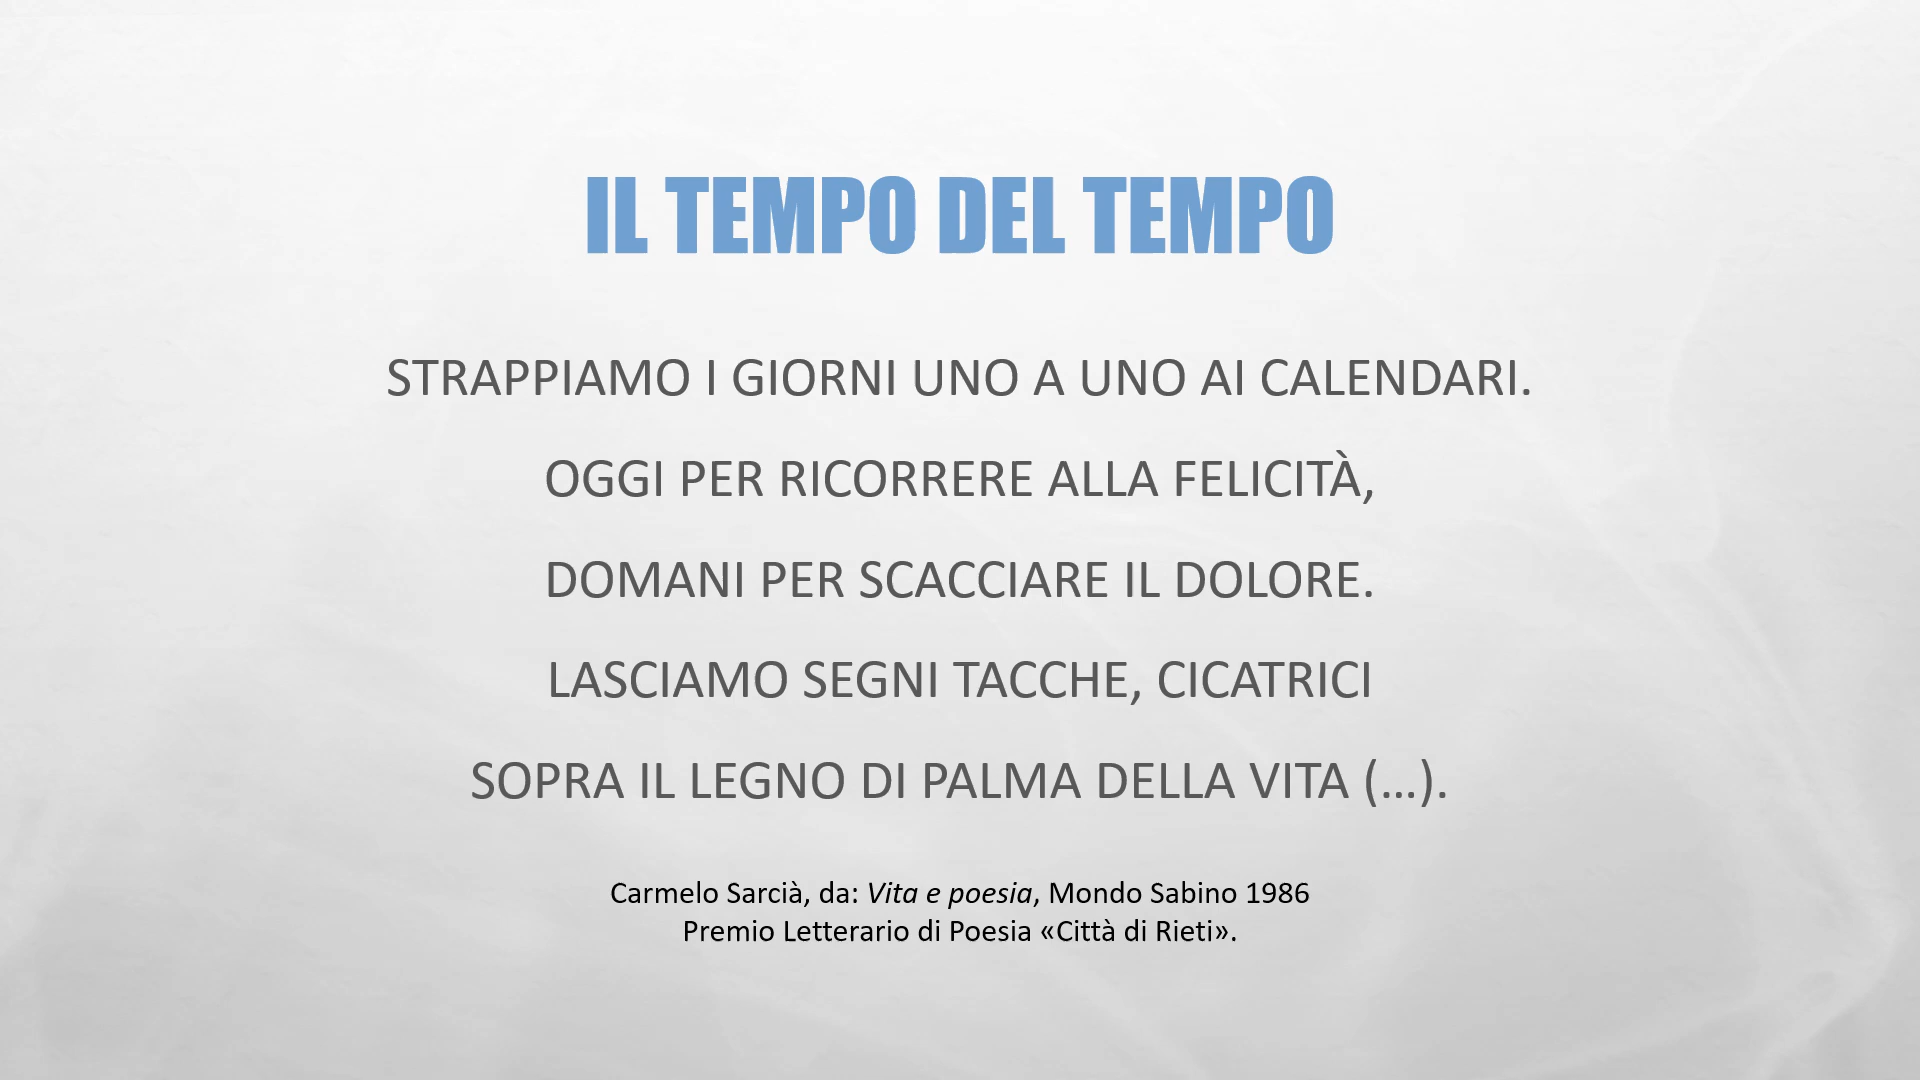 IL TEMPO DEL TEMPO
STRAPPIAMO I GIORNI UNO A UNO AI CALENDARI.
OGGI PER RICORRERE ALLA FELICITÀ,
DOMANI PER SCACCIARE IL DOLORE.
LASCIAMO SEGNI TACCHE, CICATRICI
SOPRA IL LEGNO DI PALMA DELLA VITA (…).
Carmelo Sarcià, da: Vita e poesia, Mondo Sabino 1986
Premio Letterario di Poesia «Città di Rieti».